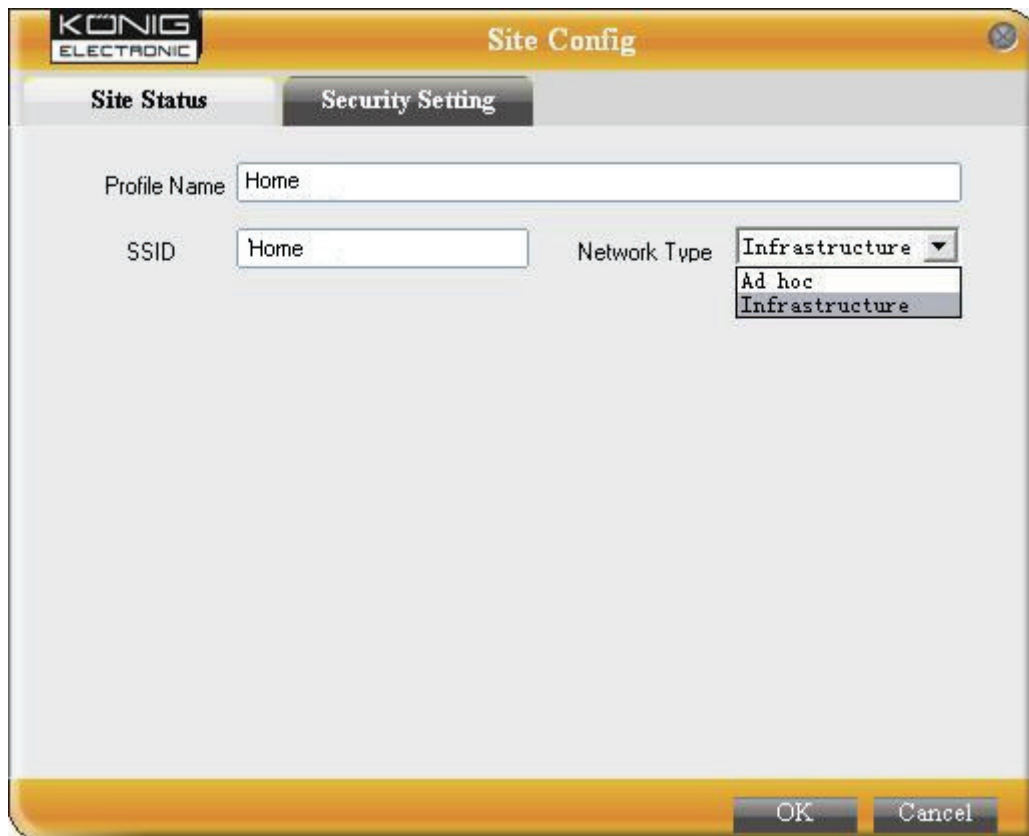 KÖNIG
ELECTRONIC
Site Config
Site Status
Security Setting
Profile Name
Home
SSID
Home
Network Type
Infrastructure
Ad hoc
Infrastructure
OK
Cancel